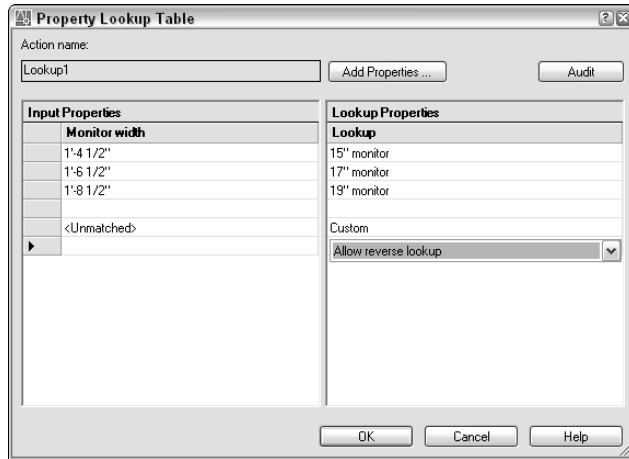 Property Lookup Table
Action name:
Lookup1
Add Properties ...
Audit
Input Properties
Lookup Properties
Monitor width
Lookup
1'-4 1/2"
15" monitor
1'-6 1/2"
17" monitor
1'-8 1/2"
19" monitor
<Unmatched>
Custom
Allow reverse lookup
OK
Cancel
Help